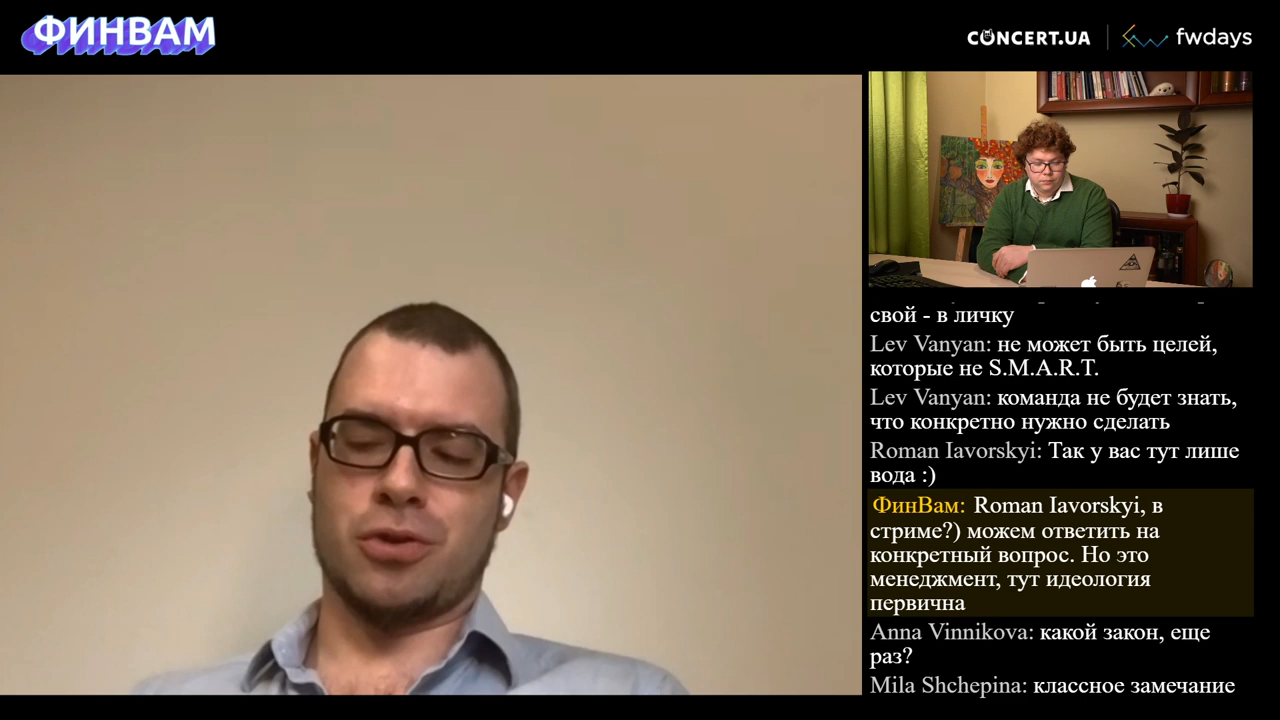 ФИНВАМ
CONCERT.UA
fwdays
свой - в личку
Lev Vanyan: не может быть целей,
которые не S.M.A.R.T.
Lev Vanyan: команда не будет знать,
что конкретно нужно сделать
Roman Iavorskyi: Так у вас тут лише
вода :)
ФинВам: Roman Iavorskyi, в
стриме?) можем ответить на
конкретный вопрос. Но это
менеджмент, тут идеология
первична
Anna Vinnikova: какой закон, еще
раз?
Mila Shchepina: классное замечание